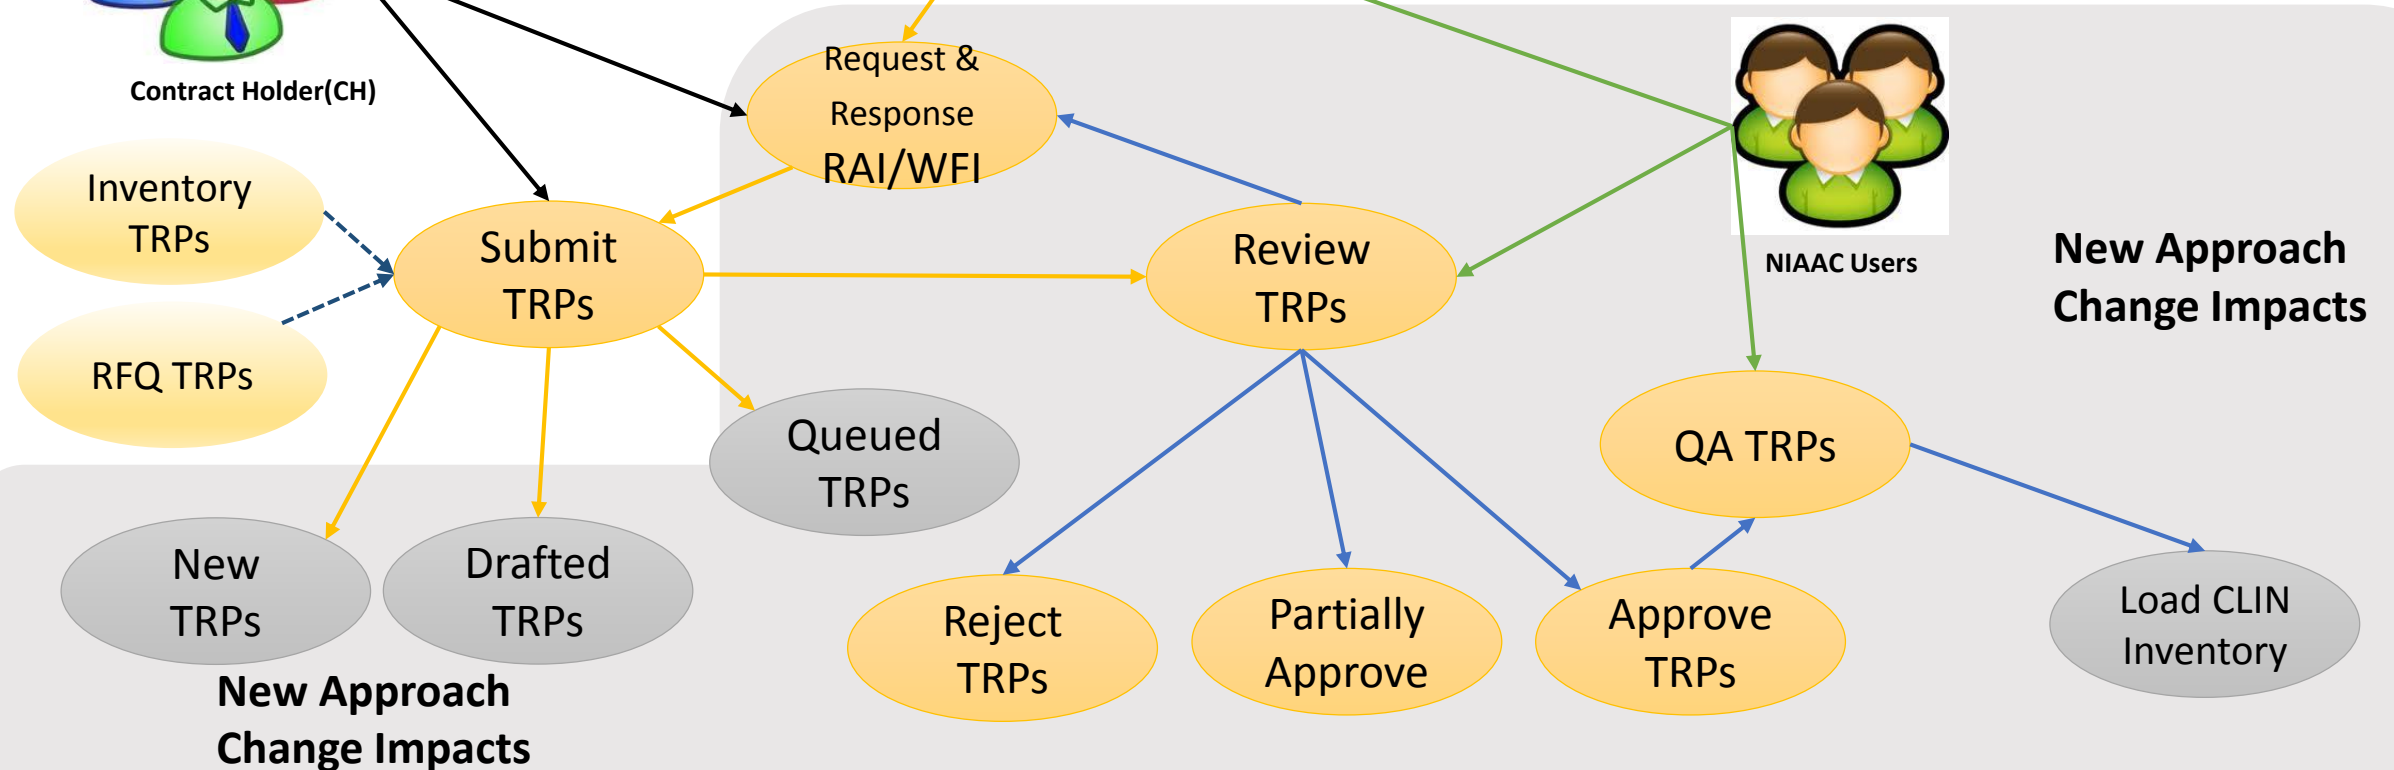 Contract Holder(CH)
Request &
Response
RAI/WFI
Inventory
TRPs
Submit
TRPs
Review
TRPs
NIAAC Users
New Approach
Change Impacts
RFQ TRPs
Queued
TRPs
QA TRPs
New
TRPs
Drafted
TRPs
Reject
TRPs
Partially
Approve
Approve
TRPs
Load CLIN
Inventory
New Approach
Change Impacts